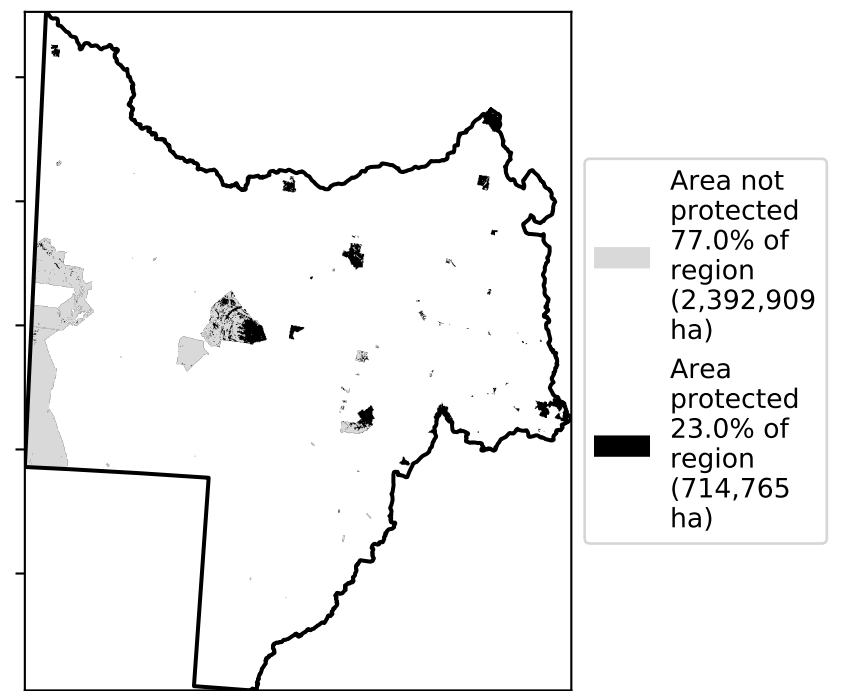 Area not
protected
77.0% of
region
(2,392,909
ha)
Area
protected
23.0% of
region
(714,765
ha)